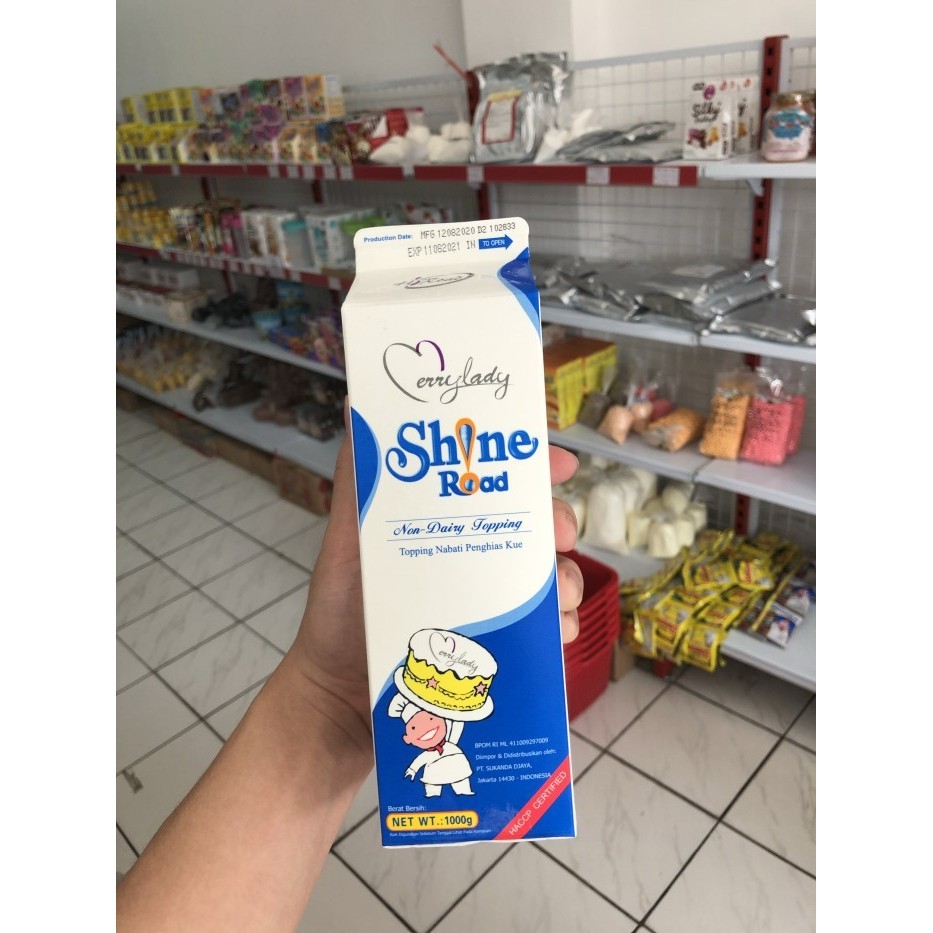 Production Date: MFG 12082020 D2 102833
EXP 11082021 IN TO OPEN
Merrylady
Shine
Road
Non-Dairy Topping
Topping Nabati Penghias Kue
Merrylady
BPOM RI ML 411009297009
Diimpor & Didistribusikan oleh:
PT. SUKANDA DJAYA,
Jakarta 14430 - INDONESIA
HACCP CERTIFIED
Berat Bersih:
NET WT.:1000g
Silky